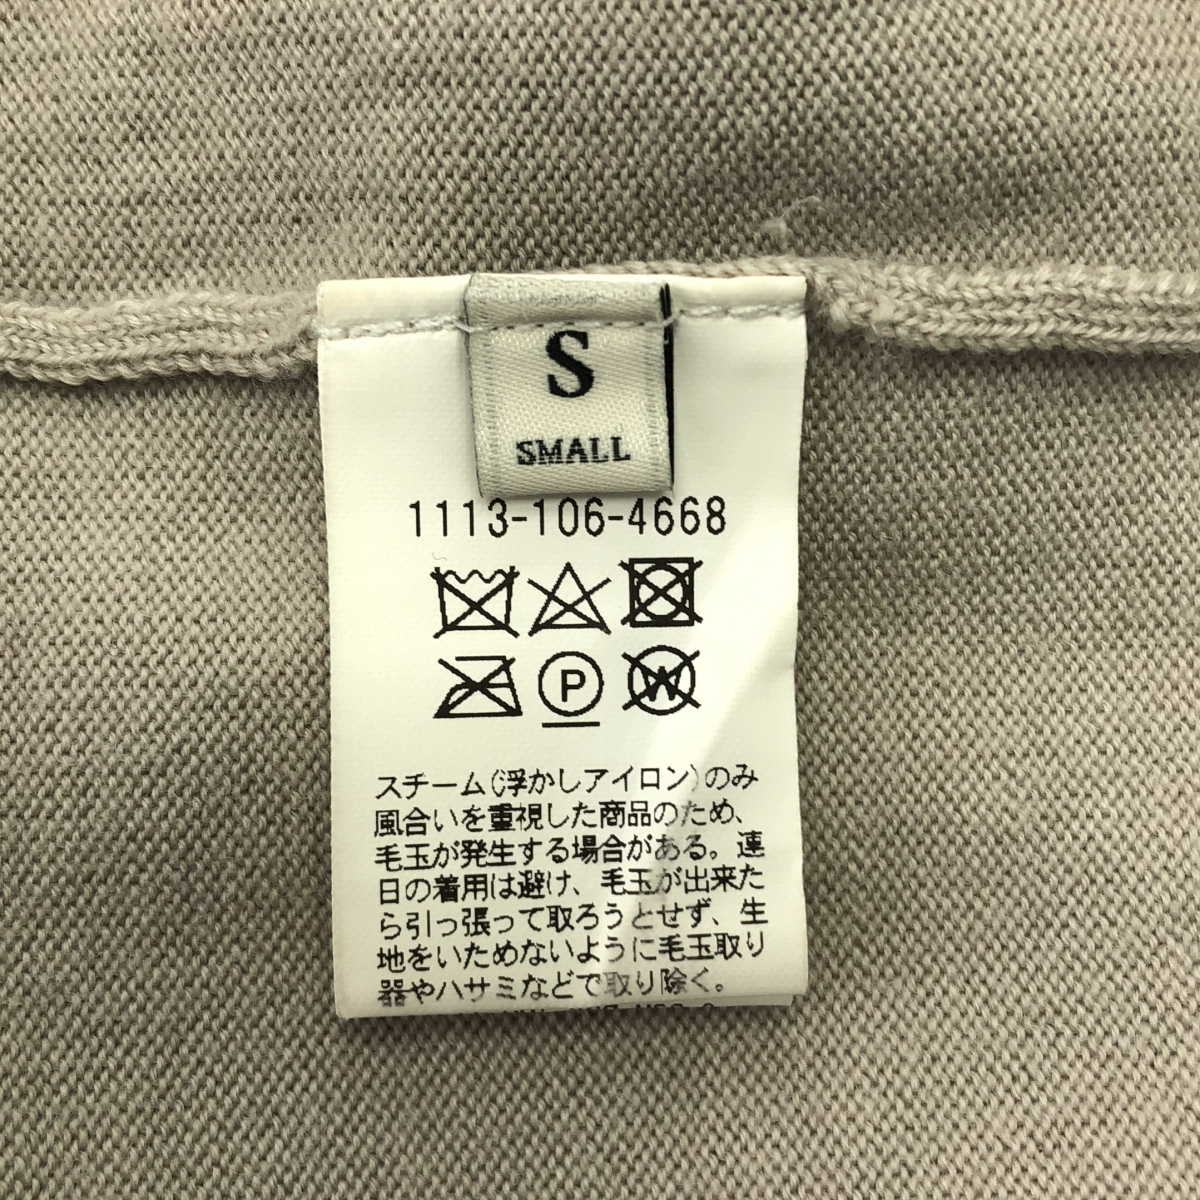 S
SMALL
1113-106-4668
P
W
スチーム(浮かしアイロン)のみ
風合いを重視した商品のため、
毛玉が発生する場合がある。連
日の着用は避け、毛玉が出来た
ら引っ張って取ろうとせず、生
地をいためないように毛玉取り
器やハサミなどで取り除く。